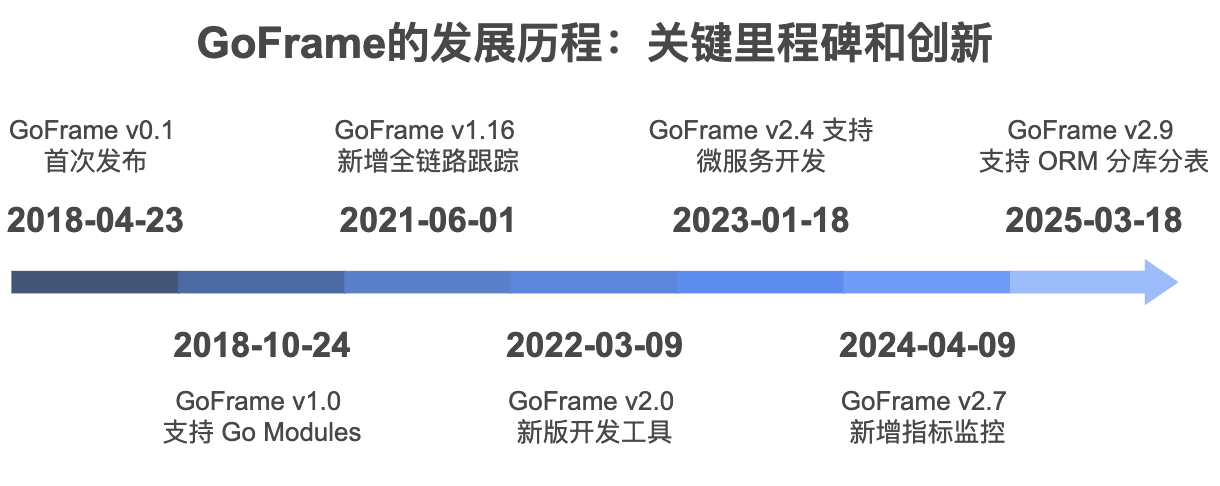 GoFrame的发展历程：关键里程碑和创新
GoFrame v0.1
首次发布
2018-04-23
GoFrame v1.16
新增全链路跟踪
2021-06-01
GoFrame v2.4 支持
微服务开发
2023-01-18
GoFrame v2.9
支持 ORM 分库分表
2025-03-18
2018-10-24
GoFrame v1.0
支持 Go Modules
2022-03-09
GoFrame v2.0
新版开发工具
2024-04-09
GoFrame v2.7
新增指标监控